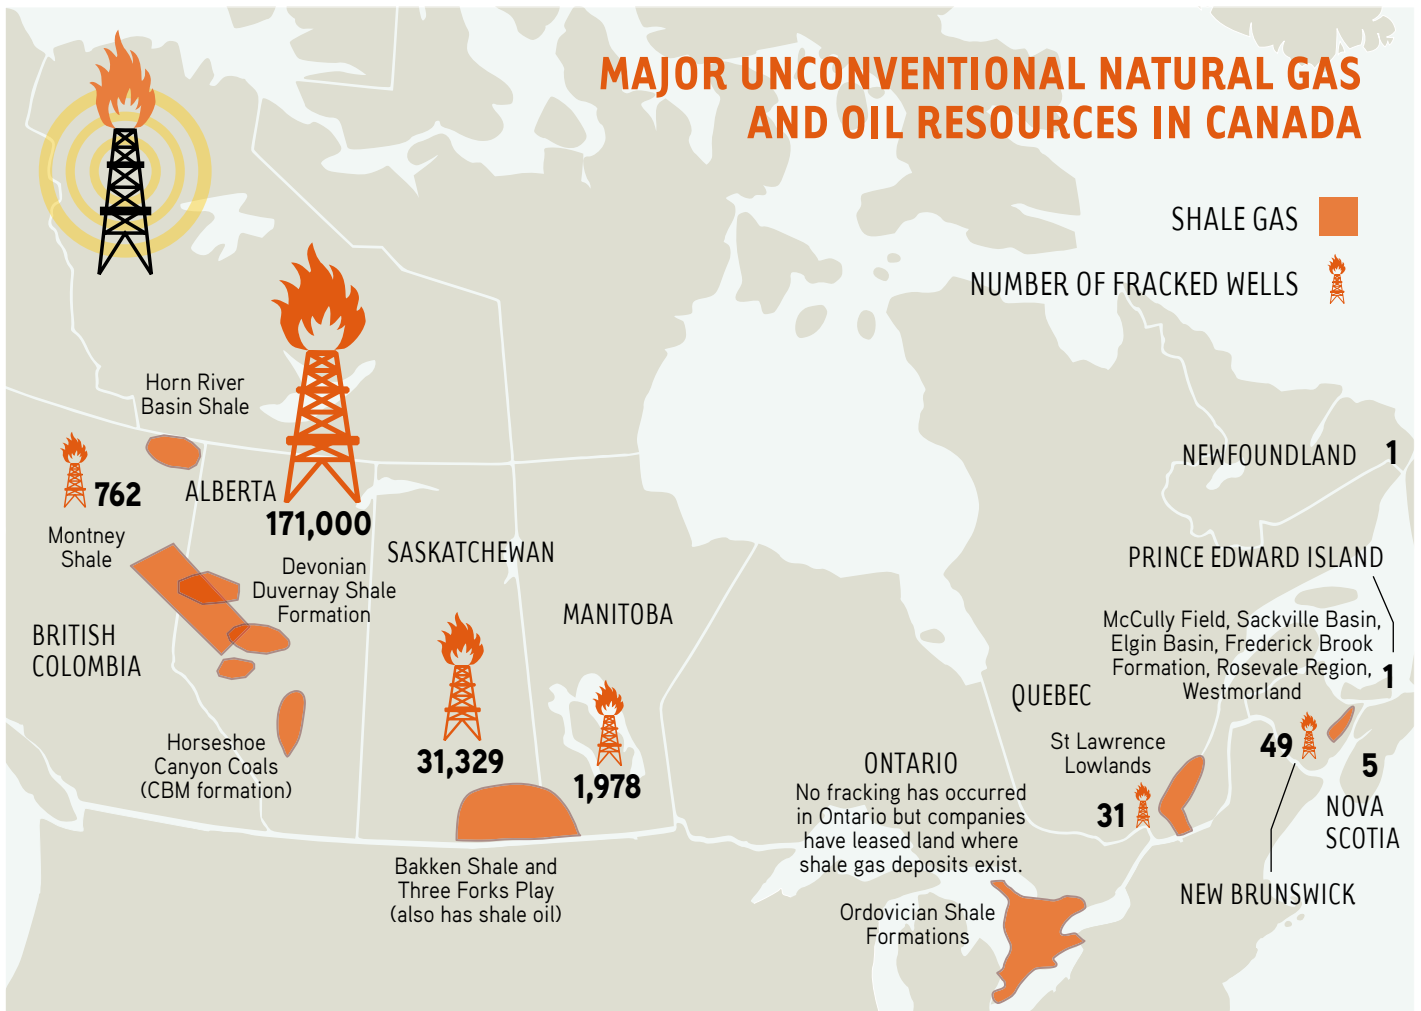 MAJOR UNCONVENTIONAL NATURAL GAS
AND OIL RESOURCES IN CANADA
SHALE GAS
NUMBER OF FRACKED WELLS
Horn River
Basin Shale
762
ALBERTA
171,000
Montney
Shale
Devonian
Duvernay Shale
Formation
SASKATCHEWAN
BRITISH
COLOMBIA
MANITOBA
31,329
1,978
Horseshoe
Canyon Coals
(CBM formation)
Bakken Shale and
Three Forks Play
(also has shale oil)
ONTARIO
No fracking has occurred
in Ontario but companies
have leased land where
shale gas deposits exist.
Ordovician Shale
Formations
QUEBEC
St Lawrence
Lowlands
31
NEWFOUNDLAND
1
PRINCE EDWARD ISLAND
1
McCully Field, Sackville Basin,
Elgin Basin, Frederick Brook
Formation, Rosevale Region,
Westmorland
49
5
NOVA
SCOTIA
NEW BRUNSWICK